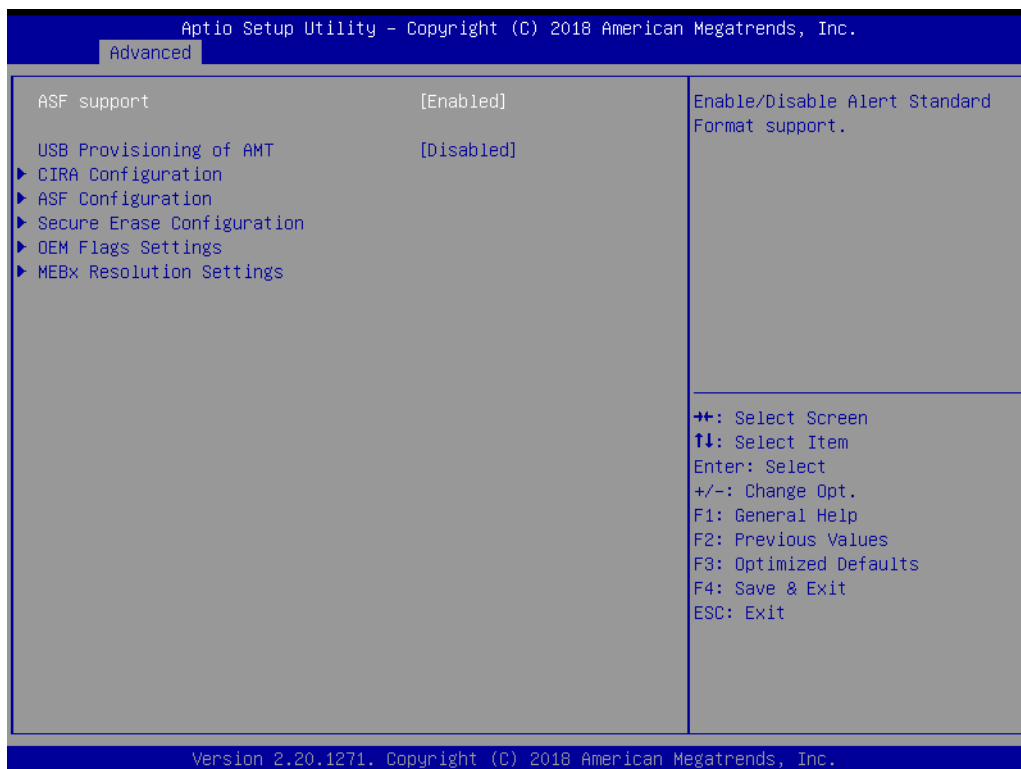 Aptio Setup Utility – Copyright (C) 2018 American Megatrends, Inc.
Advanced
ASF support [Enabled]
USB Provisioning of AMT [Disabled]
▶ CIRA Configuration
▶ ASF Configuration
▶ Secure Erase Configuration
▶ OEM Flags Settings
▶ MEBx Resolution Settings
Enable/Disable Alert Standard
Format support.
→←: Select Screen
↑↓: Select Item
Enter: Select
+/-: Change Opt.
F1: General Help
F2: Previous Values
F3: Optimized Defaults
F4: Save & Exit
ESC: Exit
Version 2.20.1271. Copyright (C) 2018 American Megatrends, Inc.